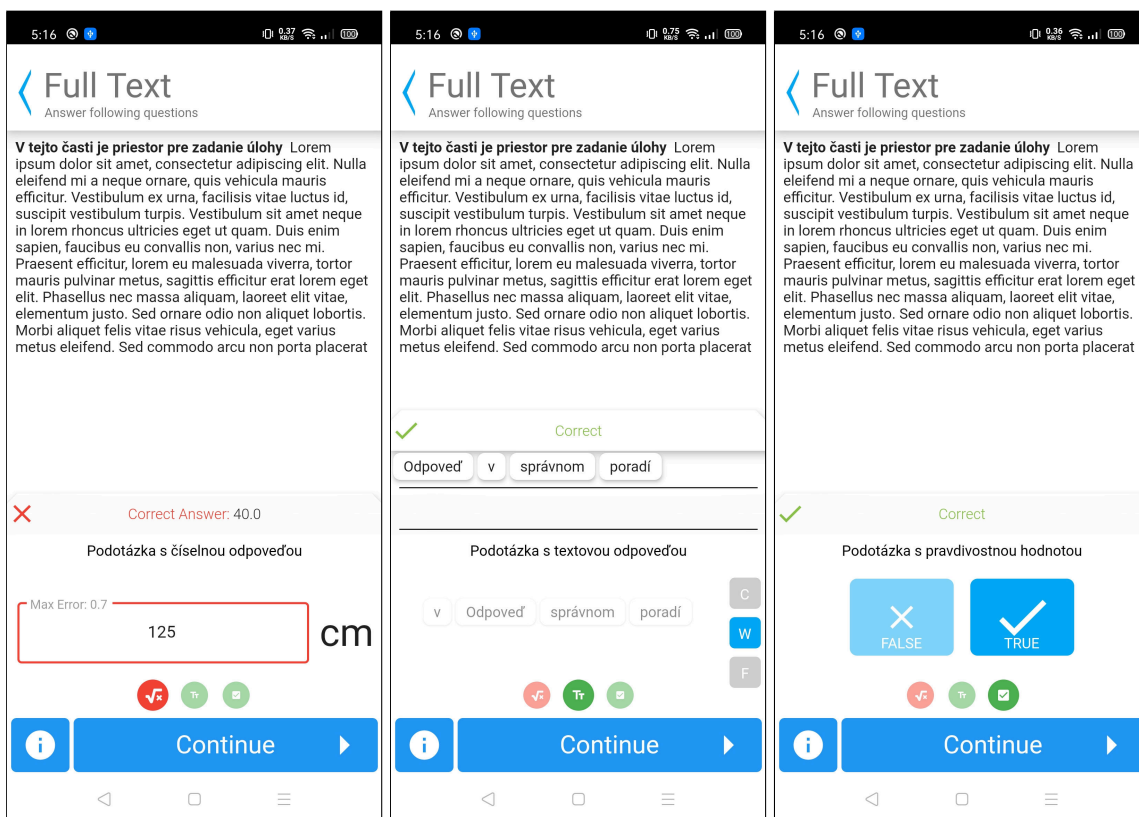 5:16 0.37 KB/S 100
Full Text
Answer following questions
V tejto časti je priestor pre zadanie úlohy Lorem
ipsum dolor sit amet, consectetur adipiscing elit. Nulla
eleifend mi a neque ornare, quis vehicula mauris
efficitur. Vestibulum ex urna, facilisis vitae luctus id,
suscipit vestibulum turpis. Vestibulum sit amet neque
in lorem rhoncus ultricies eget ut quam. Duis enim
sapien, faucibus eu convallis non, varius nec mi.
Praesent efficitur, lorem eu malesuada viverra, tortor
mauris pulvinar metus, sagittis efficitur erat lorem eget
elit. Phasellus nec massa aliquam, laoreet elit vitae,
elementum justo. Sed ornare odio non aliquet lobortis.
Morbi aliquet felis vitae risus vehicula, eget varius
metus eleifend. Sed commodo arcu non porta placerat
Correct Answer: 40.0
Podotázka s číselnou odpoveďou
Max Error: 0.7
125
cm
√x Tт
i Continue
5:16 0.75 KB/S 100
Full Text
Answer following questions
V tejto časti je priestor pre zadanie úlohy Lorem
ipsum dolor sit amet, consectetur adipiscing elit. Nulla
eleifend mi a neque ornare, quis vehicula mauris
efficitur. Vestibulum ex urna, facilisis vitae luctus id,
suscipit vestibulum turpis. Vestibulum sit amet neque
in lorem rhoncus ultricies eget ut quam. Duis enim
sapien, faucibus eu convallis non, varius nec mi.
Praesent efficitur, lorem eu malesuada viverra, tortor
mauris pulvinar metus, sagittis efficitur erat lorem eget
elit. Phasellus nec massa aliquam, laoreet elit vitae,
elementum justo. Sed ornare odio non aliquet lobortis.
Morbi aliquet felis vitae risus vehicula, eget varius
metus eleifend. Sed commodo arcu non porta placerat
Correct
Odpoveď v správnom poradí
Podotázka s textovou odpoveďou
C
v Odpoveď správnom poradí
W
F
√x Tт
i Continue
5:16 0.36 KB/S 100
Full Text
Answer following questions
V tejto časti je priestor pre zadanie úlohy Lorem
ipsum dolor sit amet, consectetur adipiscing elit. Nulla
eleifend mi a neque ornare, quis vehicula mauris
efficitur. Vestibulum ex urna, facilisis vitae luctus id,
suscipit vestibulum turpis. Vestibulum sit amet neque
in lorem rhoncus ultricies eget ut quam. Duis enim
sapien, faucibus eu convallis non, varius nec mi.
Praesent efficitur, lorem eu malesuada viverra, tortor
mauris pulvinar metus, sagittis efficitur erat lorem eget
elit. Phasellus nec massa aliquam, laoreet elit vitae,
elementum justo. Sed ornare odio non aliquet lobortis.
Morbi aliquet felis vitae risus vehicula, eget varius
metus eleifend. Sed commodo arcu non porta placerat
Correct
Podotázka s pravdivostnou hodnotou
FALSE TRUE
√x Tт
i Continue